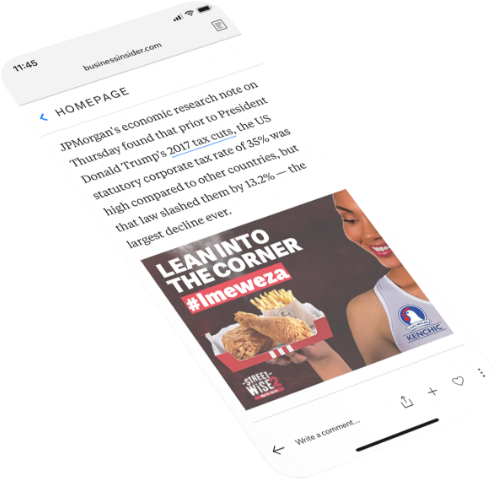 11:45
businessinsider.com
HOMEPAGE
JPMorgan's economic research note on
Thursday found that prior to President
Donald Trump's 2017 tax cuts, the US
statutory corporate tax rate of 35% was
high compared to other countries, but
that law slashed them by 13.2% — the
largest decline ever.
LEAN INTO
THE CORNER
#Imeweza
KENCHIC
STREET-
WISE 2
Write a comment...